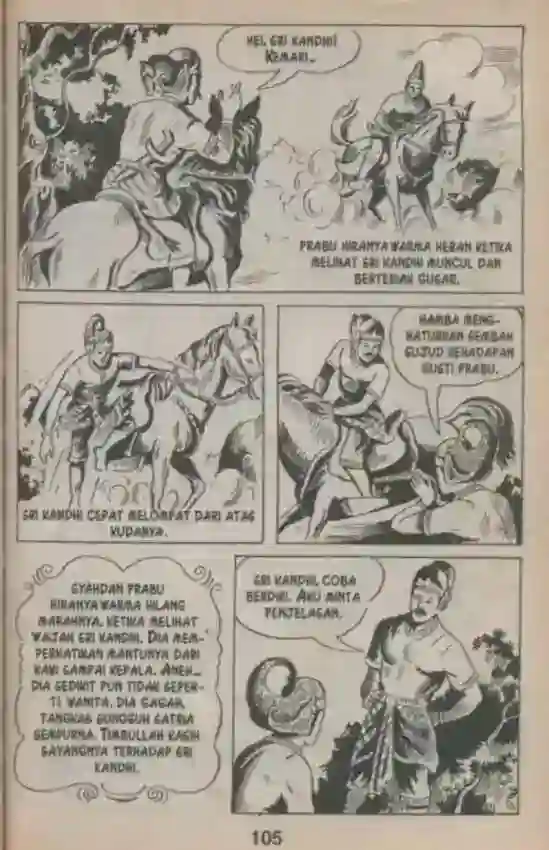 HEI, SRI KANDHI!
KEMARI...
PRABU HIRANYAWARMA HERAN KETIKA
MELIHAT SRI KANDHI MUNCUL DAN
BERTERIAK GUSAR.
SRI KANDHI CEPAT MELOMPAT DARI ATAS
KUDANYA.
HAMBA MENG-
HATURKAN SEMBAH
SUJUD KEHADAPAN
GUSTI PRABU.
SYAHDAN PRABU
HIRANYAWARMA HILANG
MARAHNYA, KETIKA MELIHAT
WAJAH SRI KANDHI. DIA MEM-
PERHATIKAN MANTUNYA DARI
KAKI SAMPAI KEPALA. ANEH...
DIA SEDIKIT PUN TIDAK SEPER-
TI WANITA. DIA GAGAH,
TANGKAS SUNGGUH SATRIA
SEMPURNA. TIMBULLAH KASIH
SAYANGNYA TERHADAP SRI
KANDHI.
SRI KANDHI, COBA
BERDIRI. AKU MINTA
PENJELASAN.
105